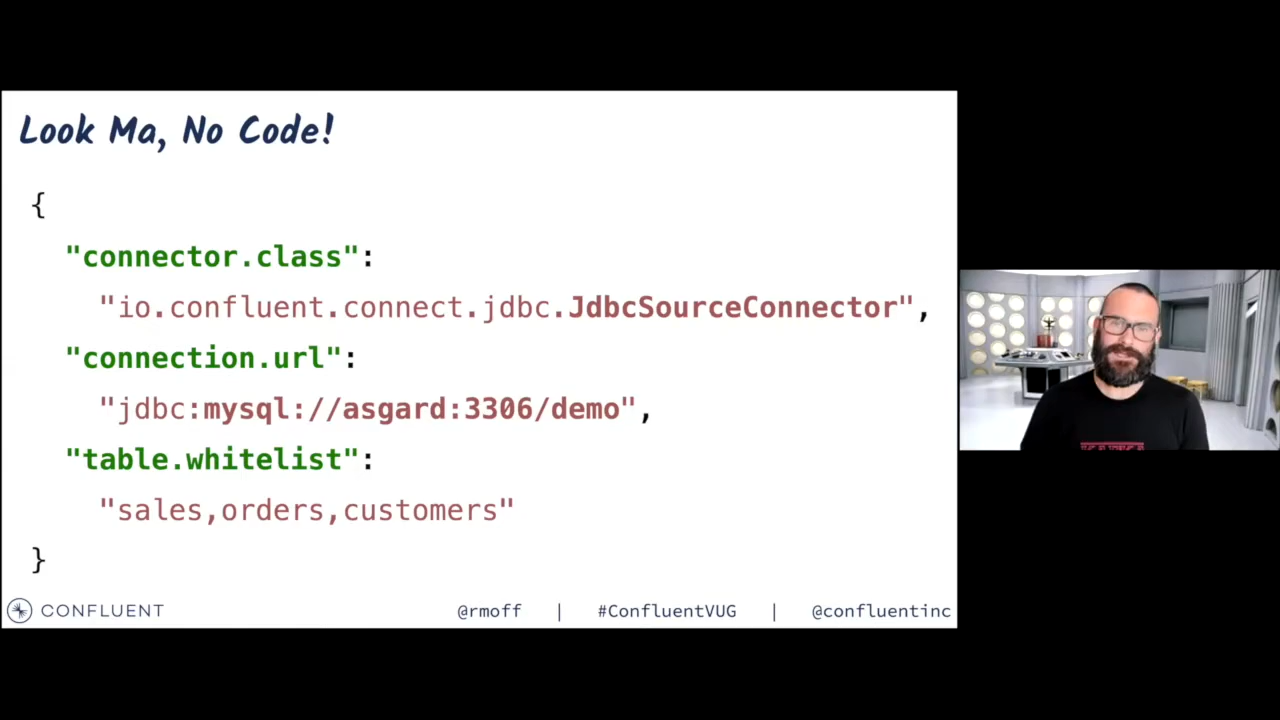 Look Ma, No Code!
{
"connector.class":
"io.confluent.connect.jdbc.JdbcSourceConnector",
"connection.url":
"jdbc:mysql://asgard:3306/demo",
"table.whitelist":
"sales,orders,customers"
}
CONFLUENT
@rmoff | #ConfluentVUG | @confluentinc